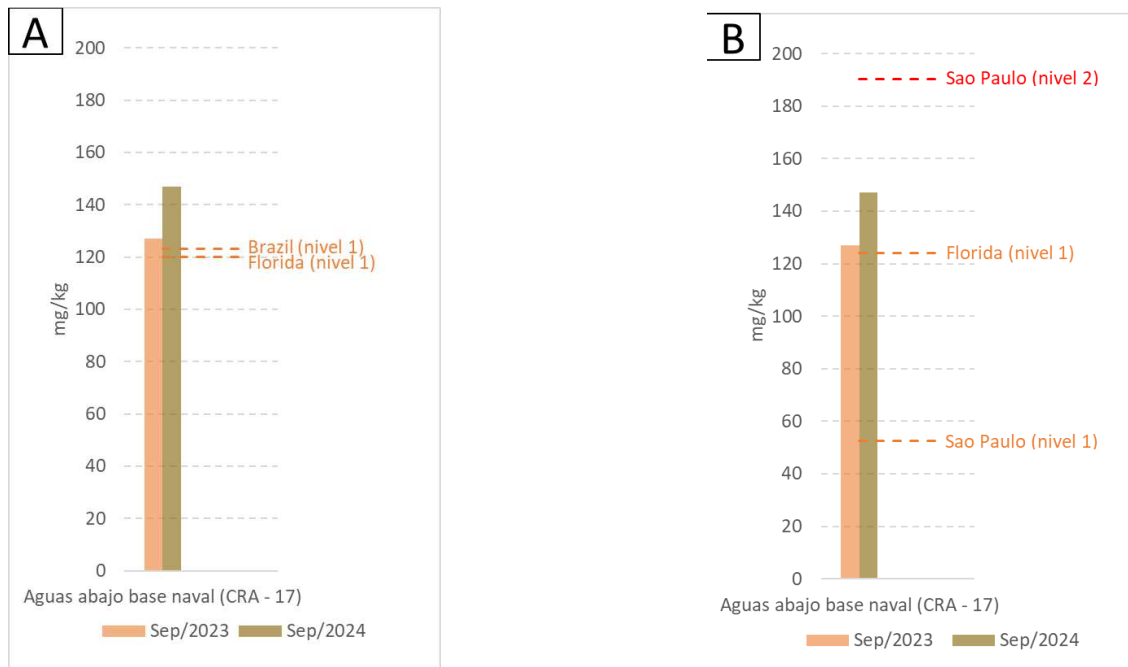 A
200
180
160
140
120
100
80
60
40
20
0
mg/kg
Brazil (nivel 1)
Florida (nivel 1)
Aguas abajo base naval (CRA - 17)
Sep/2023 Sep/2024
B
200
180
160
140
120
100
80
60
40
20
0
mg/kg
Sao Paulo (nivel 2)
Florida (nivel 1)
Sao Paulo (nivel 1)
Aguas abajo base naval (CRA - 17)
Sep/2023 Sep/2024